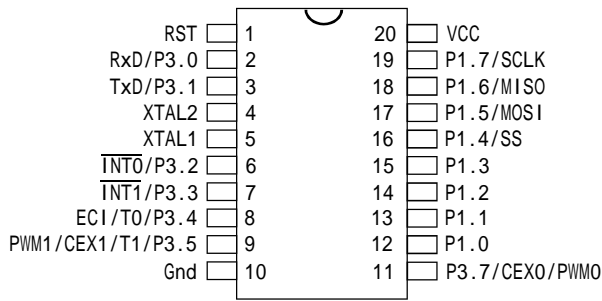 RST 1 20 VCC
RxD/P3.0 2 19 P1.7/SCLK
TxD/P3.1 3 18 P1.6/MISO
XTAL2 4 17 P1.5/MOSI
XTAL1 5 16 P1.4/SS
INT0/P3.2 6 15 P1.3
INT1/P3.3 7 14 P1.2
ECI/T0/P3.4 8 13 P1.1
PWM1/CEX1/T1/P3.5 9 12 P1.0
Gnd 10 11 P3.7/CEX0/PWM0